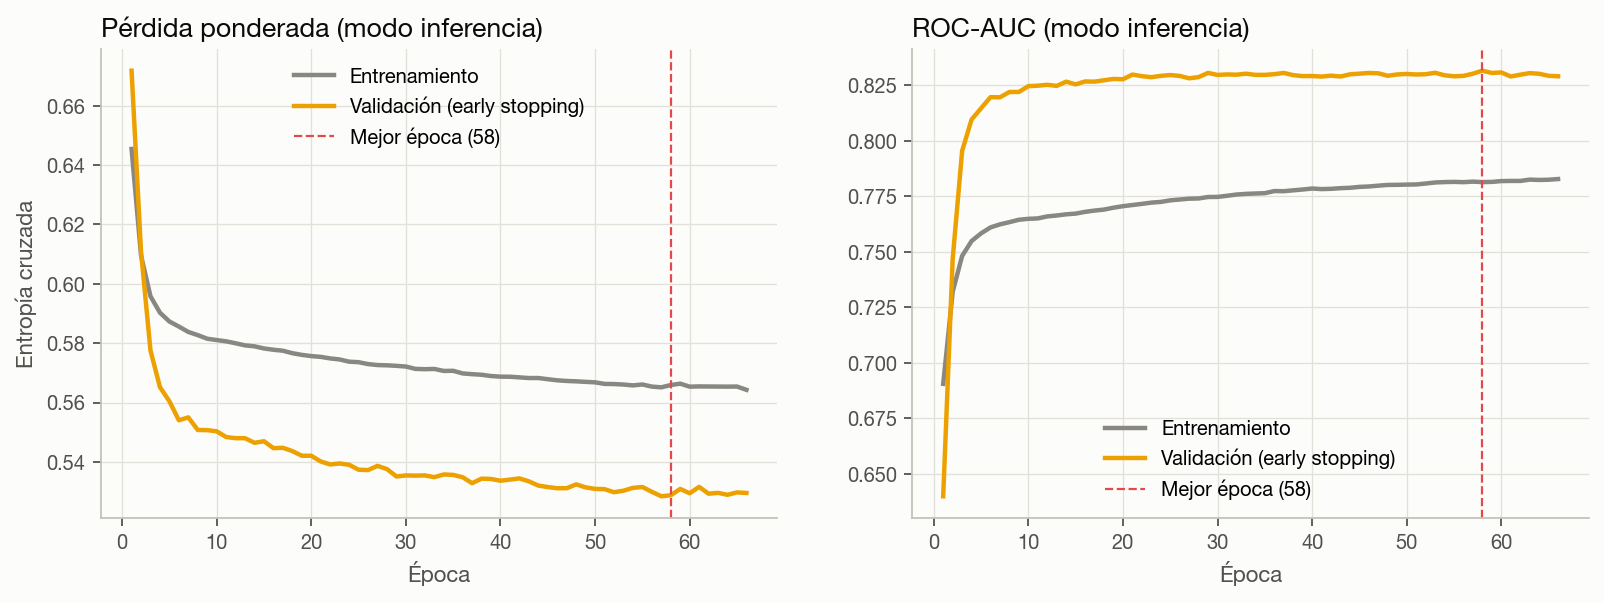 Pérdida ponderada (modo inferencia)
Entropía cruzada
0.66
0.64
0.62
0.60
0.58
0.56
0.54
Entrenamiento
Validación (early stopping)
Mejor época (58)
0 10 20 30 40 50 60
Época
ROC-AUC (modo inferencia)
0.825
0.800
0.775
0.750
0.725
0.700
0.675
0.650
Entrenamiento
Validación (early stopping)
Mejor época (58)
0 10 20 30 40 50 60
Época